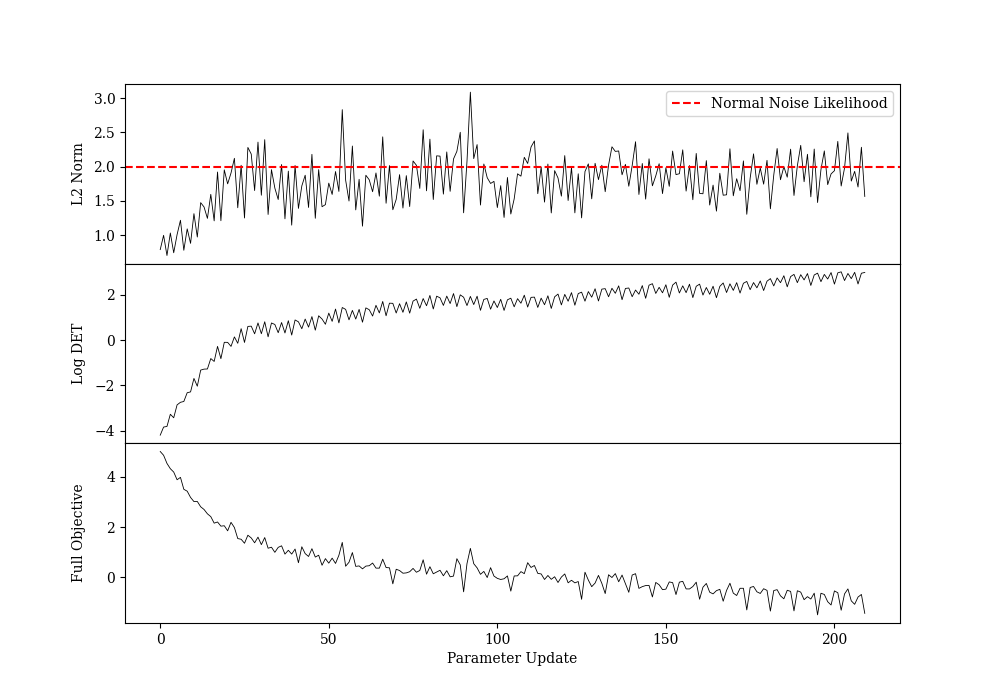 3.0
2.5
2.0
1.5
1.0
L2 Norm
Normal Noise Likelihood
2
0
−2
−4
Log DET
4
2
0
Full Objective
0 50 100 150 200
Parameter Update